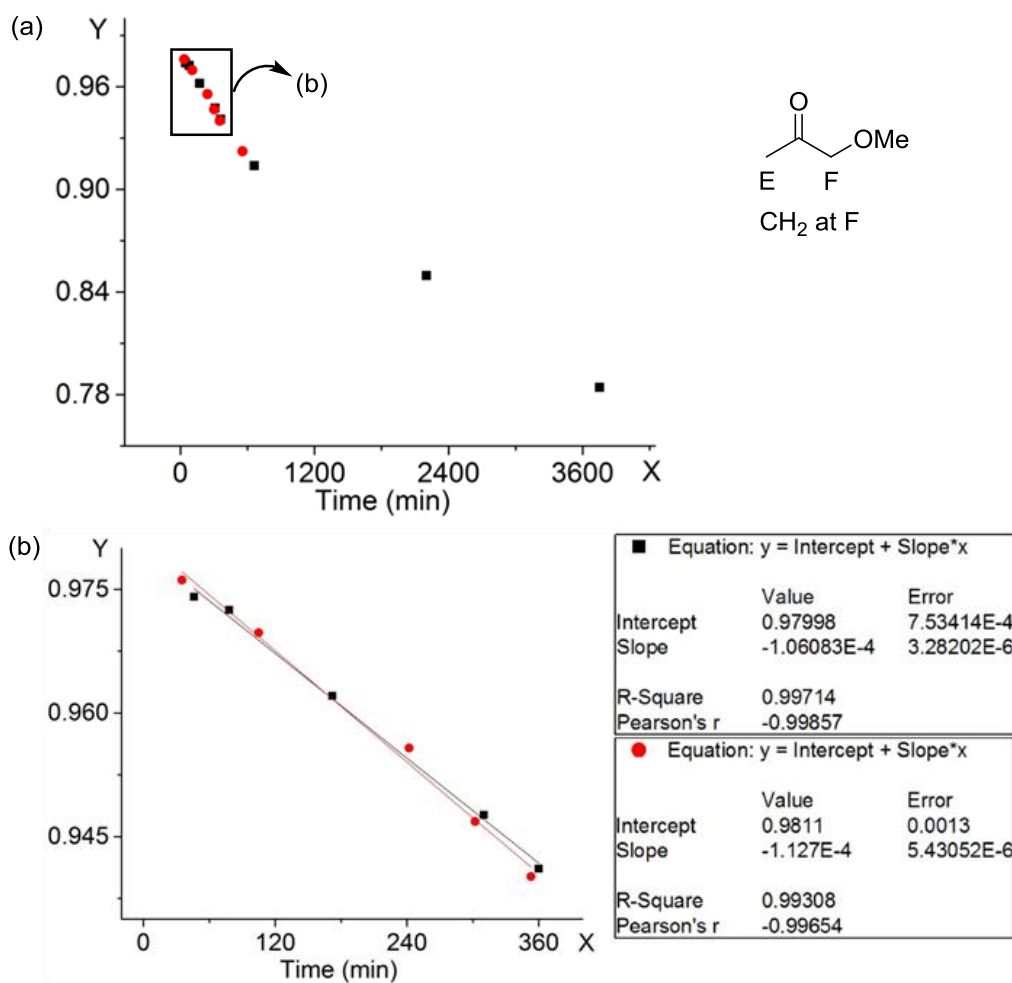 (a)
Y
0.96
0.90
0.84
0.78
(b)
0 1200 2400 3600 X
Time (min)
O
OMe
E F
CH₂ at F
(b)
Y
0.975
0.960
0.945
0 120 240 360 X
Time (min)
Equation: y = Intercept + Slope*x
Value Error
Intercept 0.97998 7.53414E-4
Slope -1.06083E-4 3.28202E-6
R-Square 0.99714
Pearson's r -0.99857
Equation: y = Intercept + Slope*x
Value Error
Intercept 0.9811 0.0013
Slope -1.127E-4 5.43052E-6
R-Square 0.99308
Pearson's r -0.99654